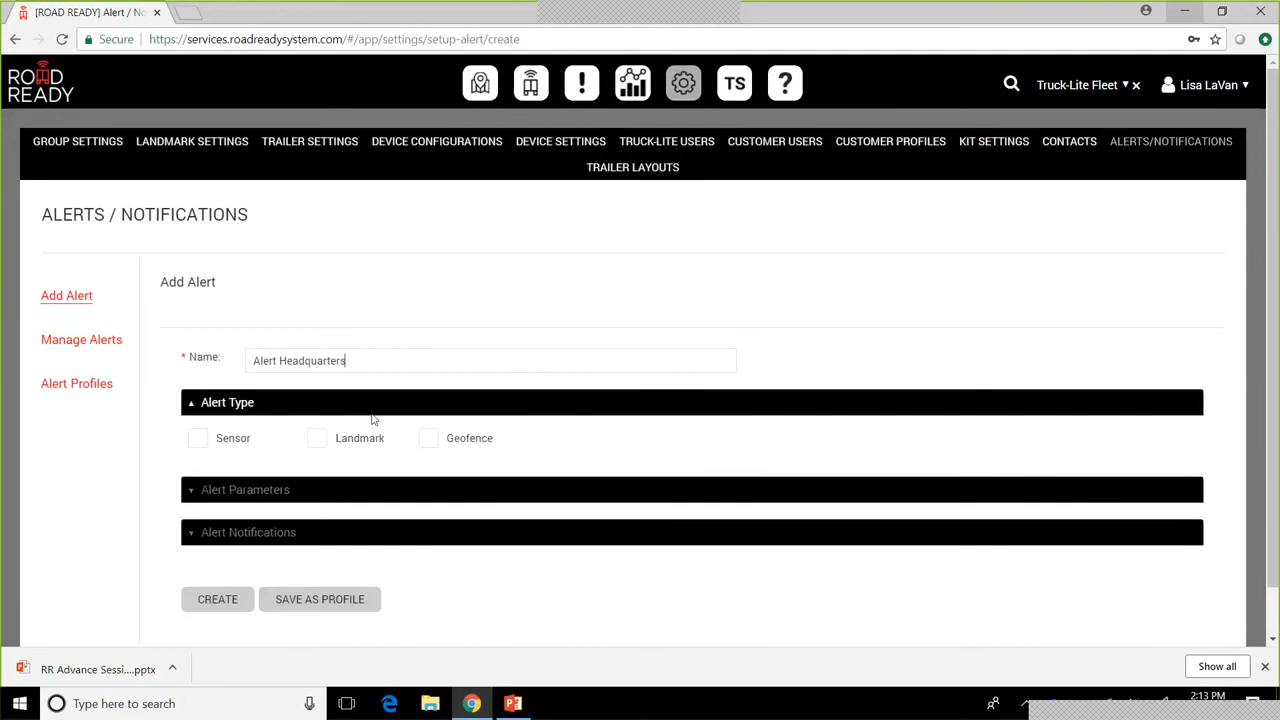 [ROAD READY] Alert / No
Secure https://services.roadreadysystem.com/#/app/settings/setup-alert/create
ROAD READY
! TS ?
Truck-Lite Fleet
Lisa LaVan
GROUP SETTINGS LANDMARK SETTINGS TRAILER SETTINGS DEVICE CONFIGURATIONS DEVICE SETTINGS TRUCK-LITE USERS CUSTOMER USERS CUSTOMER PROFILES KIT SETTINGS CONTACTS ALERTS/NOTIFICATIONS
TRAILER LAYOUTS
ALERTS / NOTIFICATIONS
Add Alert
Manage Alerts
Alert Profiles
Add Alert
* Name: Alert Headquarters
Alert Type
Sensor Landmark Geofence
Alert Parameters
Alert Notifications
CREATE SAVE AS PROFILE
RR Advance Sessi....pptx
Show all
Type here to search
2:13 PM